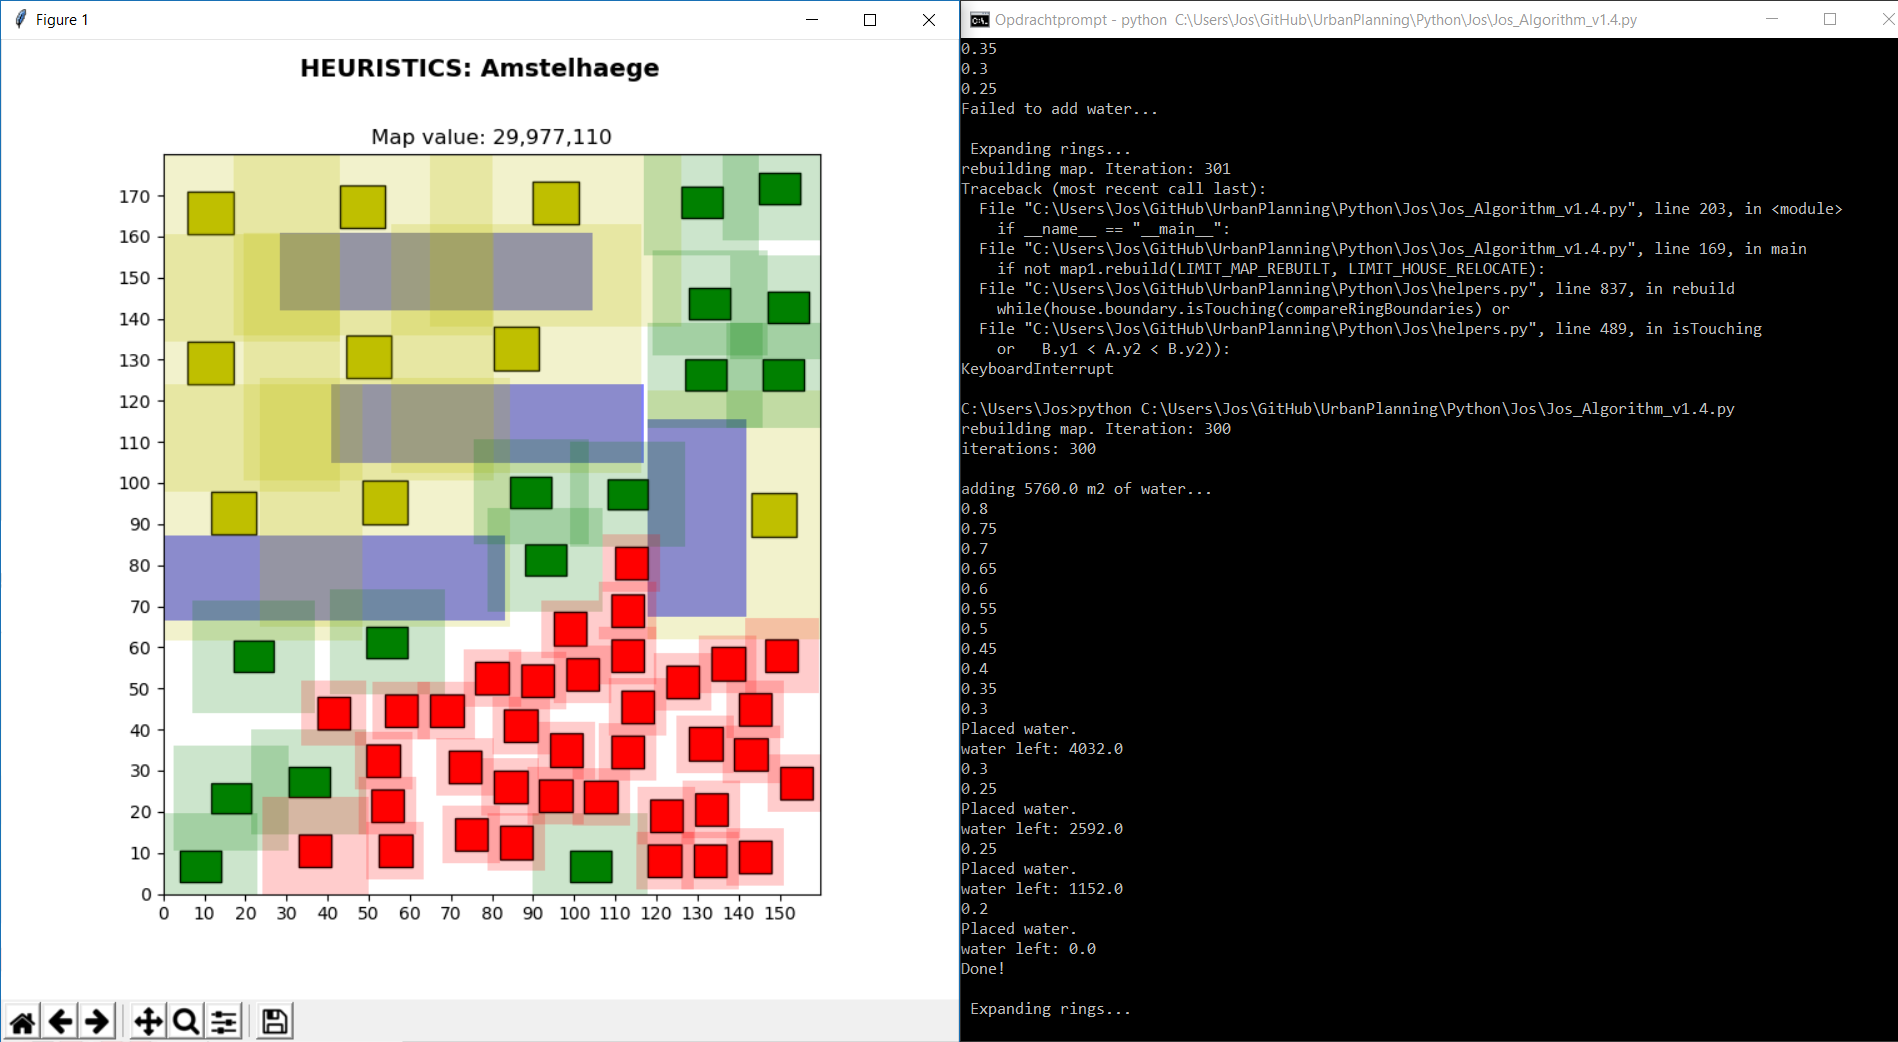 Figure 1
HEURISTICS: Amstelhaege
Map value: 29,977,110
170
160
150
140
130
120
110
100
90
80
70
60
50
40
30
20
10
0
0 10 20 30 40 50 60 70 80 90 100 110 120 130 140 150
Opdrachtprompt - python C:\Users\Jos\GitHub\UrbanPlanning\Python\Jos\Jos_Algorithm_v1.4.py
0.35
0.3
0.25
Failed to add water...
Expanding rings...
rebuilding map. Iteration: 301
Traceback (most recent call last):
File "C:\Users\Jos\GitHub\UrbanPlanning\Python\Jos\Jos_Algorithm_v1.4.py", line 203, in <module>
if __name__ == "__main__":
File "C:\Users\Jos\GitHub\UrbanPlanning\Python\Jos\Jos_Algorithm_v1.4.py", line 169, in main
if not map1.rebuild(LIMIT_MAP_REBUILT, LIMIT_HOUSE_RELOCATE):
File "C:\Users\Jos\GitHub\UrbanPlanning\Python\Jos\helpers.py", line 837, in rebuild
while(house.boundary.isTouching(compareRingBoundaries) or
File "C:\Users\Jos\GitHub\UrbanPlanning\Python\Jos\helpers.py", line 489, in isTouching
or B.y1 < A.y2 < B.y2)):
KeyboardInterrupt
C:\Users\Jos>python C:\Users\Jos\GitHub\UrbanPlanning\Python\Jos\Jos_Algorithm_v1.4.py
rebuilding map. Iteration: 300
iterations: 300
adding 5760.0 m2 of water...
0.8
0.75
0.7
0.65
0.6
0.55
0.5
0.45
0.4
0.35
0.3
Placed water.
water left: 4032.0
0.3
0.25
Placed water.
water left: 2592.0
0.25
Placed water.
water left: 1152.0
0.2
Placed water.
water left: 0.0
Done!
Expanding rings...